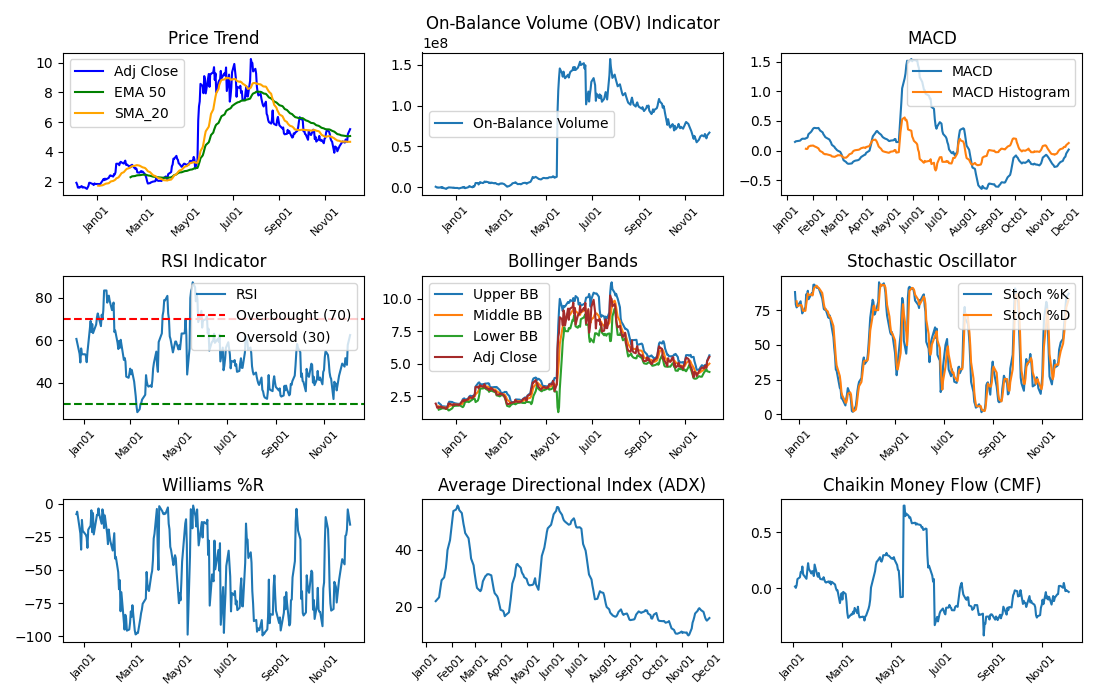 Price Trend
10
8
6
4
2
Adj Close
EMA 50
SMA_20
Jan01
Mar01
May01
Jul01
Sep01
Nov01
On-Balance Volume (OBV) Indicator
1e8
1.5
1.0
0.5
0.0
On-Balance Volume
Jan01
Mar01
May01
Jul01
Sep01
Nov01
MACD
1.5
1.0
0.5
0.0
−0.5
MACD
MACD Histogram
Jan01
Feb01
Mar01
Apr01
May01
Jun01
Jul01
Aug01
Sep01
Oct01
Nov01
Dec01
RSI Indicator
80
60
40
RSI
Overbought (70)
Oversold (30)
Jan01
Mar01
May01
Jul01
Sep01
Nov01
Bollinger Bands
10.0
7.5
5.0
2.5
Upper BB
Middle BB
Lower BB
Adj Close
Jan01
Mar01
May01
Jul01
Sep01
Nov01
Stochastic Oscillator
75
50
25
0
Stoch %K
Stoch %D
Jan01
Mar01
May01
Jul01
Sep01
Nov01
Williams %R
0
−25
−50
−75
−100
Jan01
Mar01
May01
Jul01
Sep01
Nov01
Average Directional Index (ADX)
40
20
Jan01
Feb01
Mar01
Apr01
May01
Jun01
Jul01
Aug01
Sep01
Oct01
Nov01
Dec01
Chaikin Money Flow (CMF)
0.5
0.0
Jan01
Mar01
May01
Jul01
Sep01
Nov01